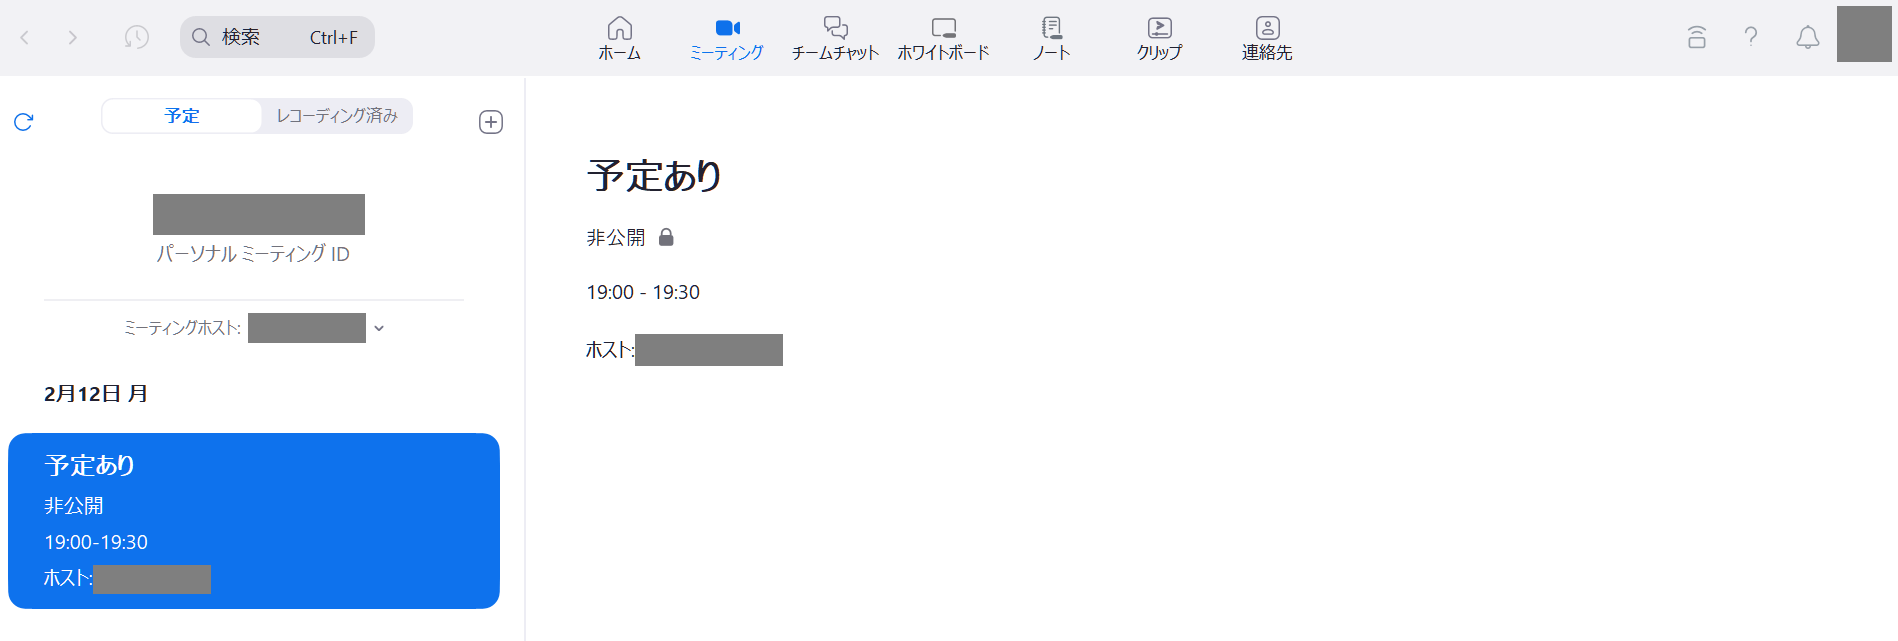 検索 Ctrl+F
ホーム
ミーティング
チームチャット
ホワイトボード
ノート
クリップ
連絡先
予定
レコーディング済み
パーソナル ミーティング ID
ミーティングホスト:
2月12日 月
予定あり
非公開
19:00-19:30
ホスト:
予定あり
非公開
19:00 - 19:30
ホスト: